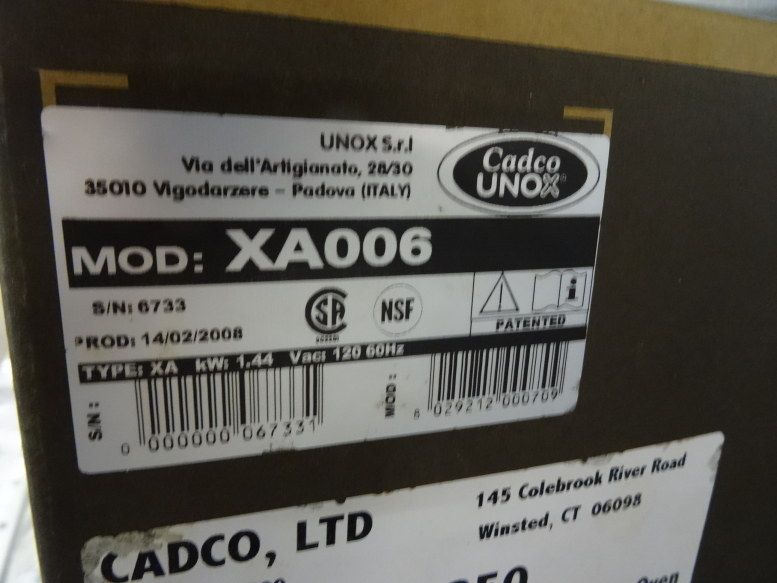 UNOX S.r.l
Via dell'Artigianato, 28/30
35010 Vigodarzere - Padova (ITALY)
Cadco
UNOX®
MOD: XA006
S/N: 6733
PROD: 14/02/2008
SA
NSF
i
PATENTED
TYPE: XA kW: 1.44 Vac: 120 60Hz
S/N:
0 000000 067331
MOD:
8 029212 000709
CADCO, LTD
145 Colebrook River Road
Winsted, CT 06098
Oven